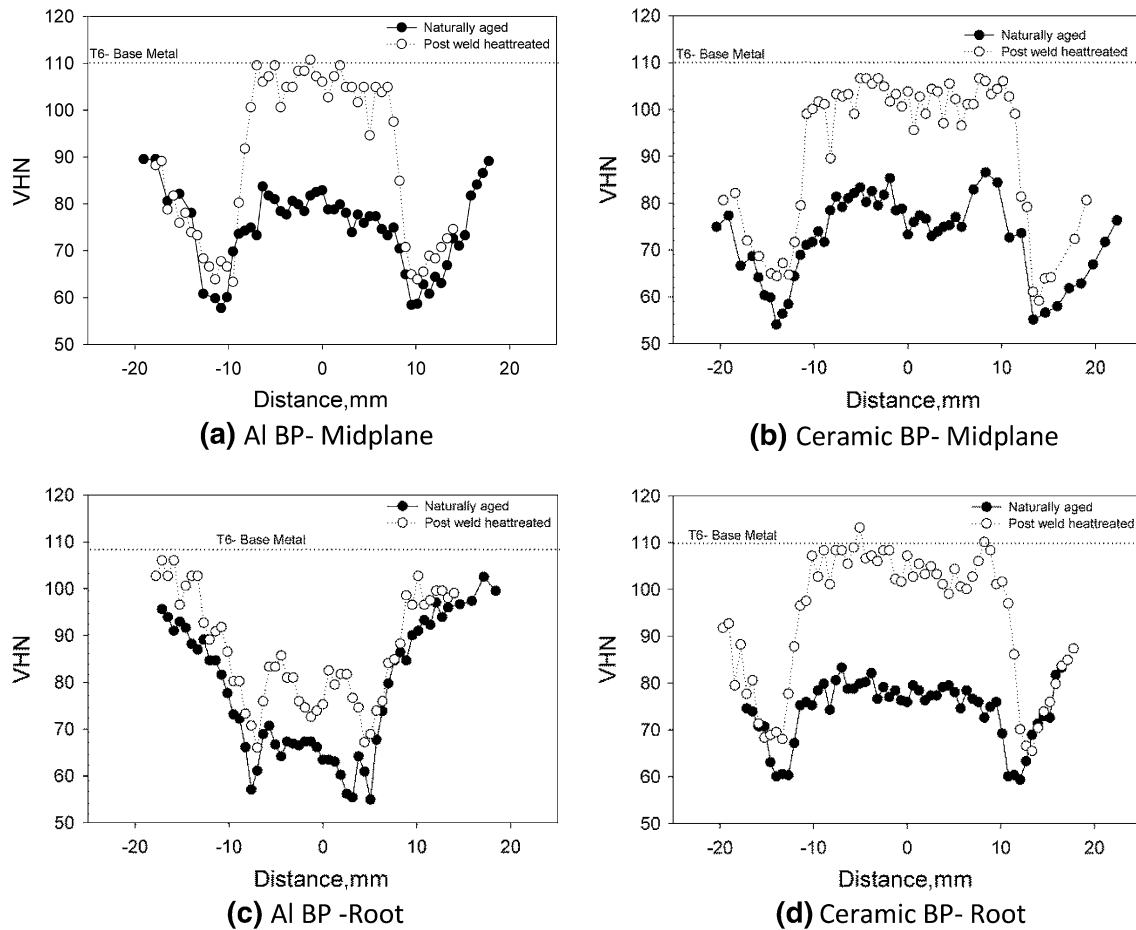 120
110
100
90
80
70
60
50
VHN
Naturally aged
Post weld heattreated
T6- Base Metal
-20 -10 0 10 20
Distance,mm
(a) Al BP- Midplane
120
110
100
90
80
70
60
50
VHN
Naturally aged
Post weld heattreated
T6- Base Metal
-20 -10 0 10 20
Distance,mm
(b) Ceramic BP- Midplane
120
110
100
90
80
70
60
50
VHN
Naturally aged
Post weld heattreated
T6- Base Metal
-20 -10 0 10 20
Distance,mm
(c) Al BP -Root
120
110
100
90
80
70
60
50
VHN
Naturally aged
Post weld heattreated
T6- Base Metal
-20 -10 0 10 20
Distance,mm
(d) Ceramic BP- Root